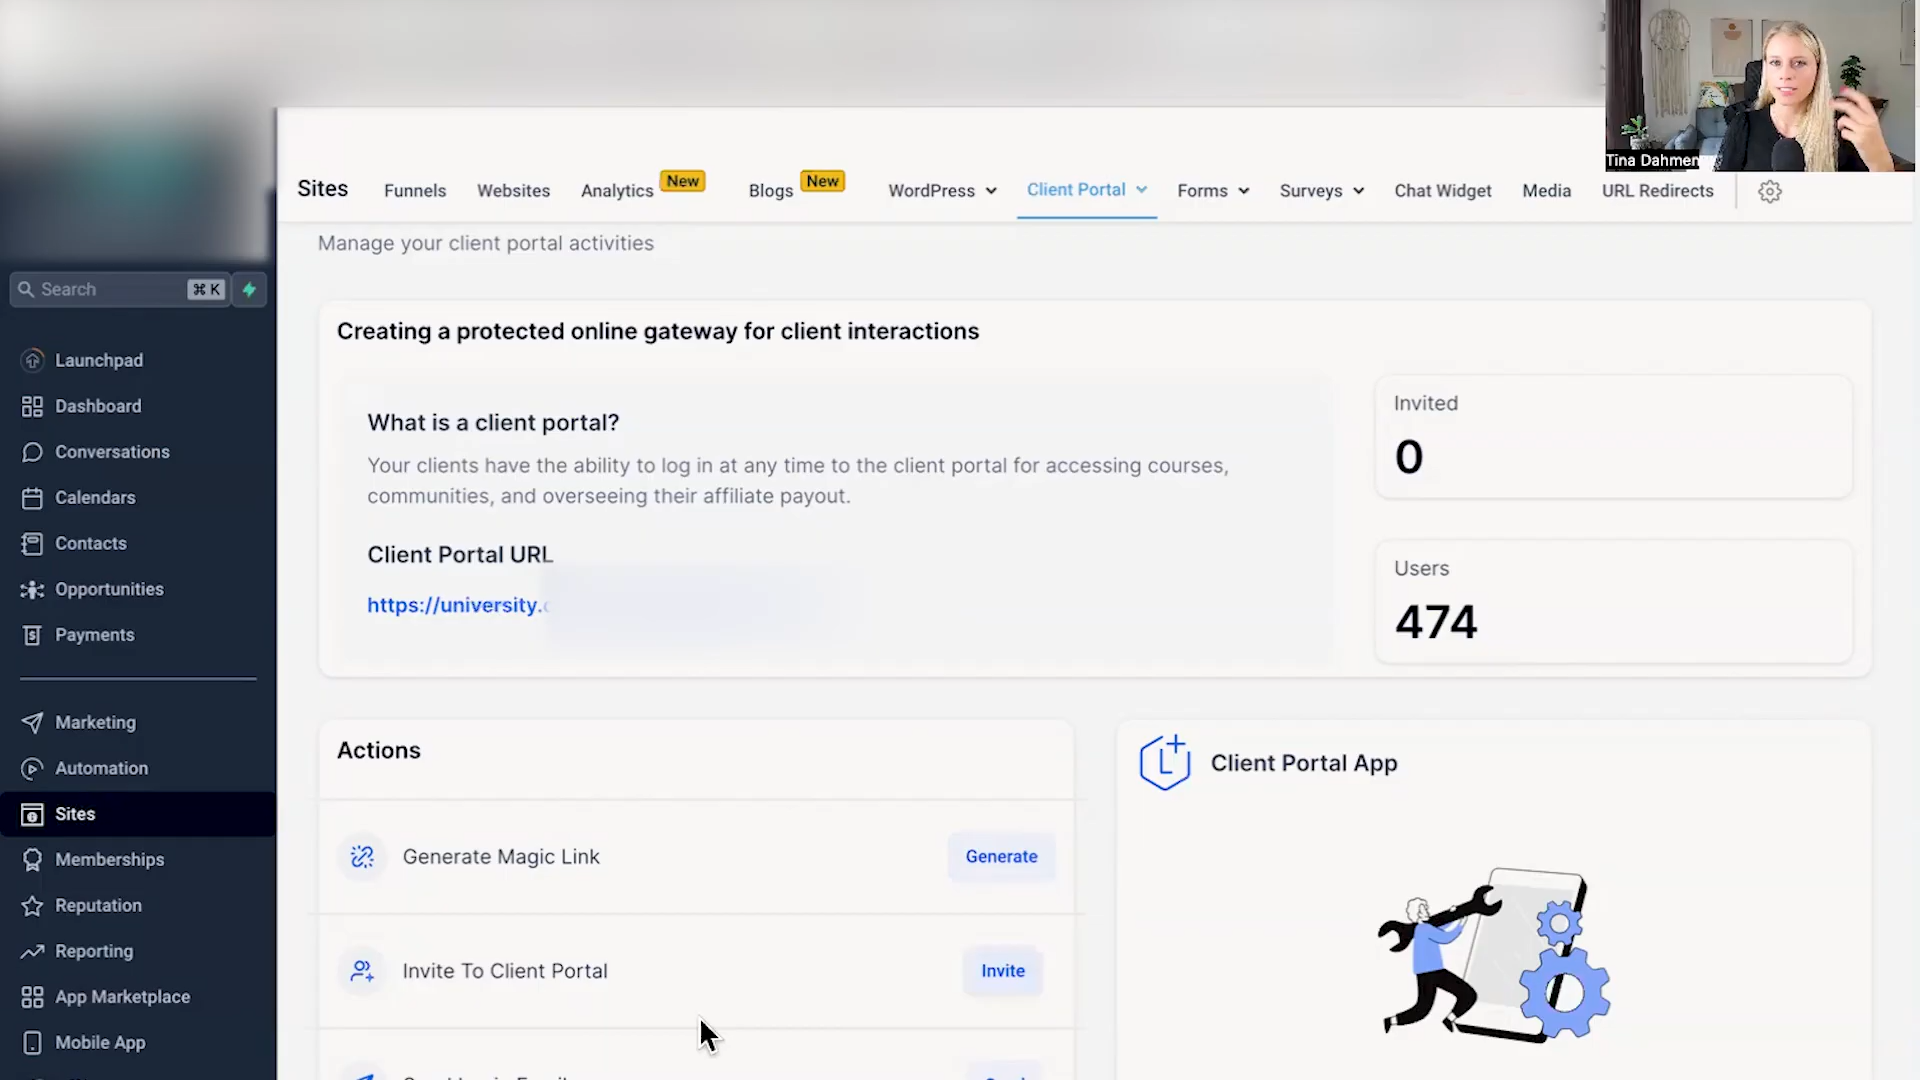 Tina Dahmen
Sites
Funnels
Websites
Analytics
New
Blogs
New
WordPress
Client Portal
Forms
Surveys
Chat Widget
Media
URL Redirects
Search
⌘ K
Launchpad
Dashboard
Conversations
Calendars
Contacts
Opportunities
Payments
Marketing
Automation
Sites
Memberships
Reputation
Reporting
App Marketplace
Mobile App
Manage your client portal activities
Creating a protected online gateway for client interactions
What is a client portal?
Your clients have the ability to log in at any time to the client portal for accessing courses,
communities, and overseeing their affiliate payout.
Client Portal URL
https://university.
Invited
0
Users
474
Actions
Generate Magic Link
Generate
Invite To Client Portal
Invite
Client Portal App